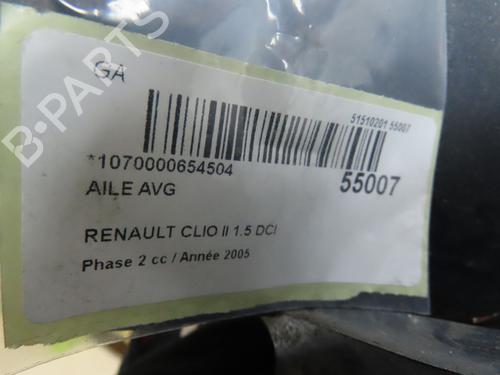 B-PARTS
GA
51510201 55007
*1070000654504
55007
AILE AVG
RENAULT CLIO II 1.5 DCI
Phase 2 cc / Année 2005